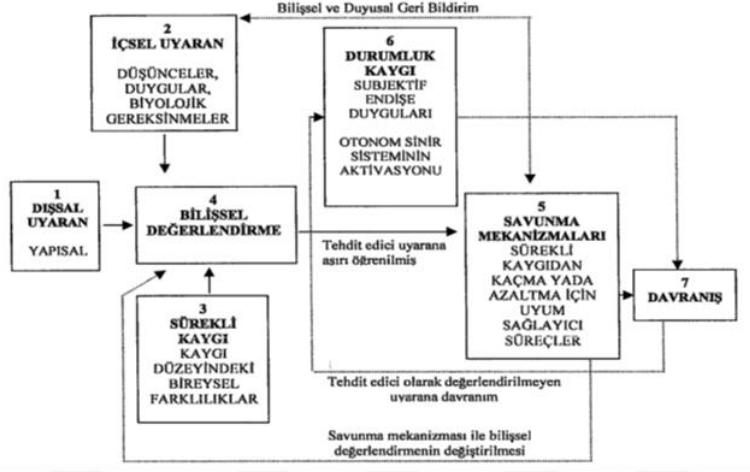 Bilişsel ve Duyusal Geri Bildirim
2
İÇSEL UYARAN
DÜŞÜNCELER,
DUYGULAR,
BİYOLOJİK
GEREKSİNMELER
6
DURUMLUK
KAYGI
SUBJEKTİF
ENDİŞE
DUYGULARI
OTONOM SİNİR
SİSTEMİNİN
AKTİVASYONU
1
DIŞSAL
UYARAN
YAPISAL
4
BİLİŞSEL
DEĞERLENDİRME
Tehdit edici uyarana
aşırı öğrenilmiş
5
SAVUNMA
MEKANİZMALARI
SÜREKLİ
KAYGIDAN
KAÇMA YADA
AZALTMA İÇİN
UYUM
SAĞLAYICI
SÜREÇLER
7
DAVRANIŞ
3
SÜREKLİ
KAYGI
KAYGI
DÜZEYİNDEKİ
BİREYSEL
FARKLILIKLAR
Tehdit edici olarak değerlendirilmeyen
uyarana davranım
Savunma mekanizması ile bilişsel
değerlendirmenin değiştirilmesi